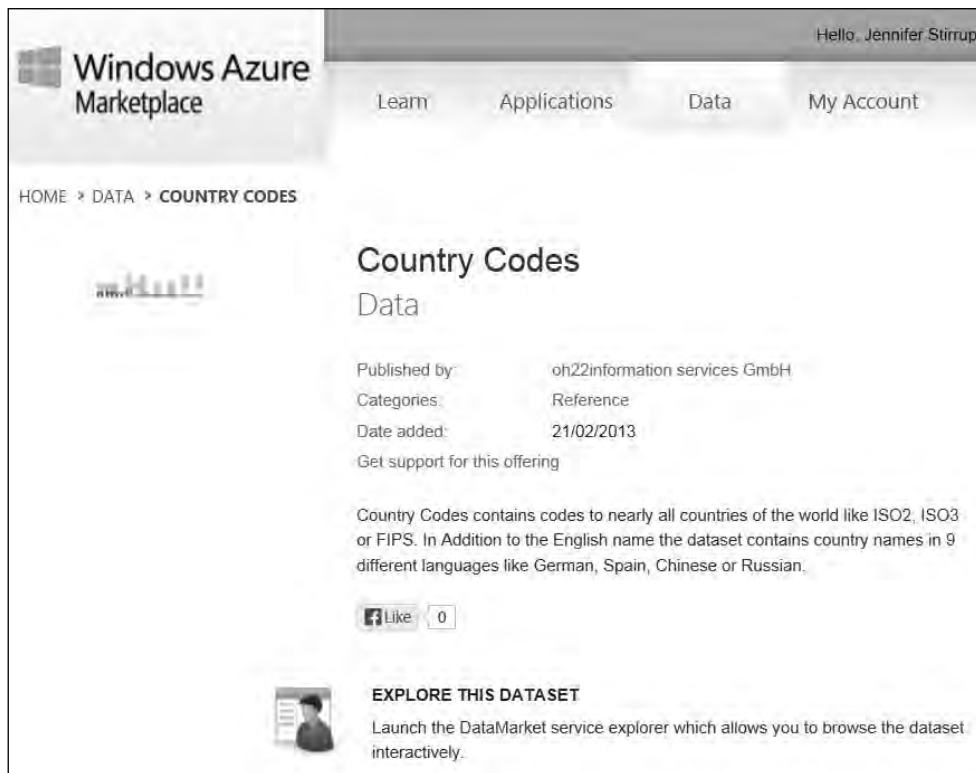 Hello, Jennifer Stirrup
Windows Azure
Marketplace
Learn
Applications
Data
My Account
HOME > DATA > COUNTRY CODES
Country Codes
Data
Published by: oh22information services GmbH
Categories: Reference
Date added: 21/02/2013
Get support for this offering
Country Codes contains codes to nearly all countries of the world like ISO2, ISO3
or FIPS. In Addition to the English name the dataset contains country names in 9
different languages like German, Spain, Chinese or Russian.
Like 0
EXPLORE THIS DATASET
Launch the DataMarket service explorer which allows you to browse the dataset
interactively.